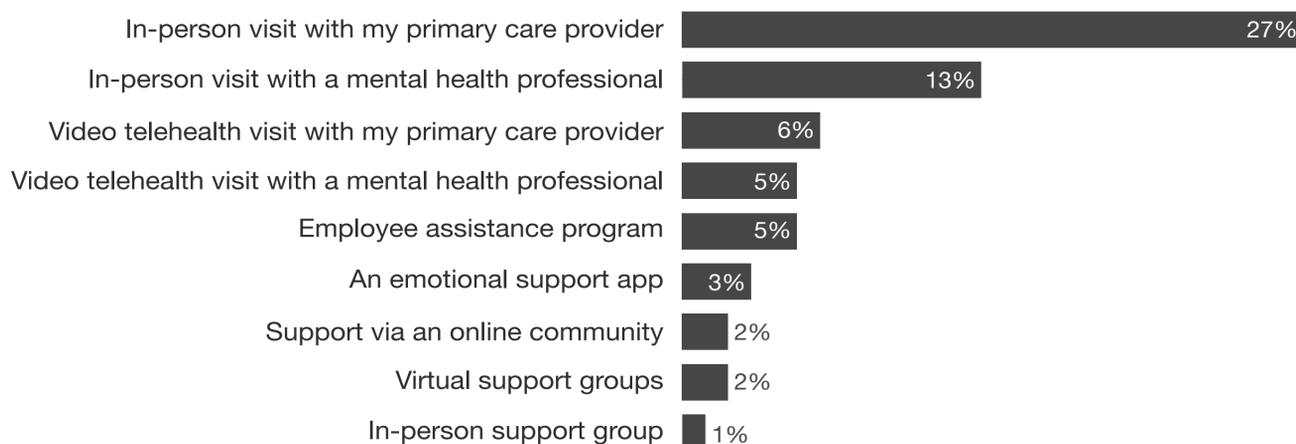 In-person visit with my primary care provider 27%
In-person visit with a mental health professional 13%
Video telehealth visit with my primary care provider 6%
Video telehealth visit with a mental health professional 5%
Employee assistance program 5%
An emotional support app 3%
Support via an online community 2%
Virtual support groups 2%
In-person support group 1%